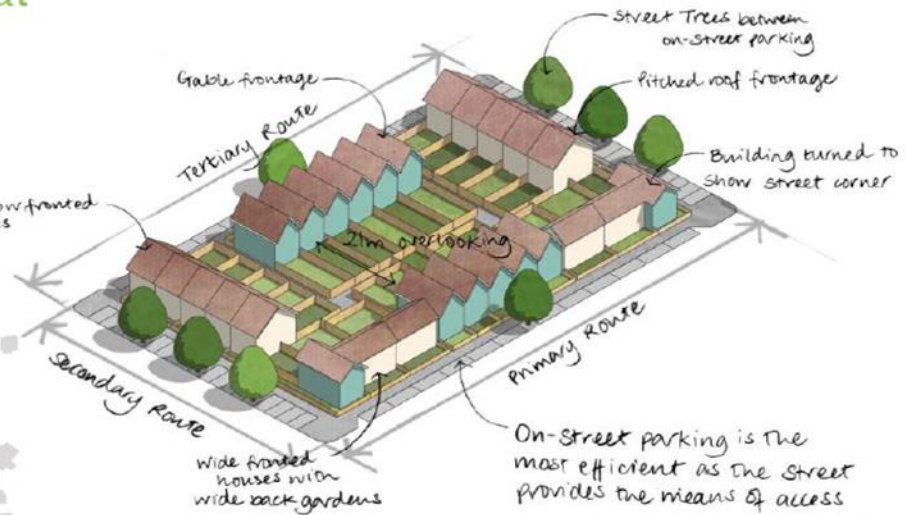 Street Trees between
on-street parking
Gable frontage
Pitched roof frontage
Tertiary Route
Building turned to
show street corner
fronted
21m overlooking
Primary Route
Secondary Route
wide fronted
houses with
wide back gardens
On-street parking is the
most efficient as the street
provides the means of access